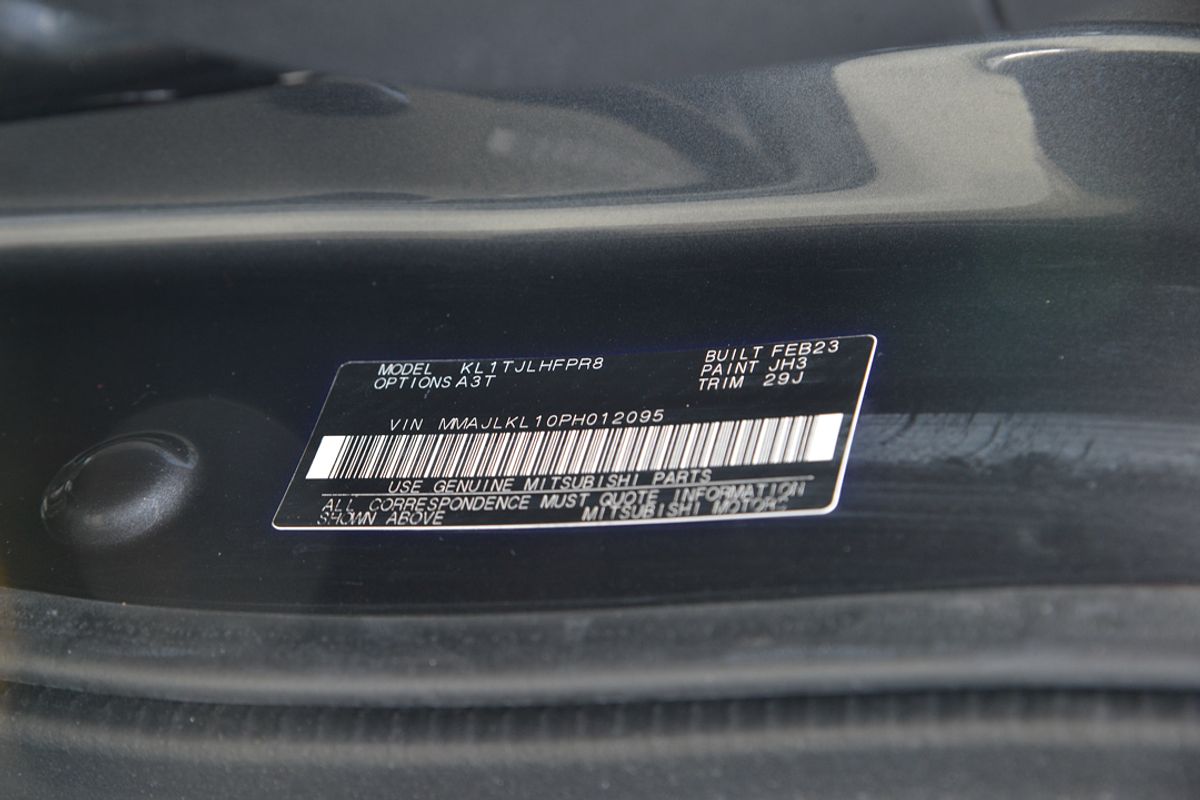 MODEL KL1TJLHFPR8 BUILT FEB23
OPTIONS A3T PAINT JH3
TRIM 29J
VIN MMAJLKL10PH012095
USE GENUINE MITSUBISHI PARTS
ALL CORRESPONDENCE MUST QUOTE INFORMATION
SHOWN ABOVE MITSUBISHI MOTORS